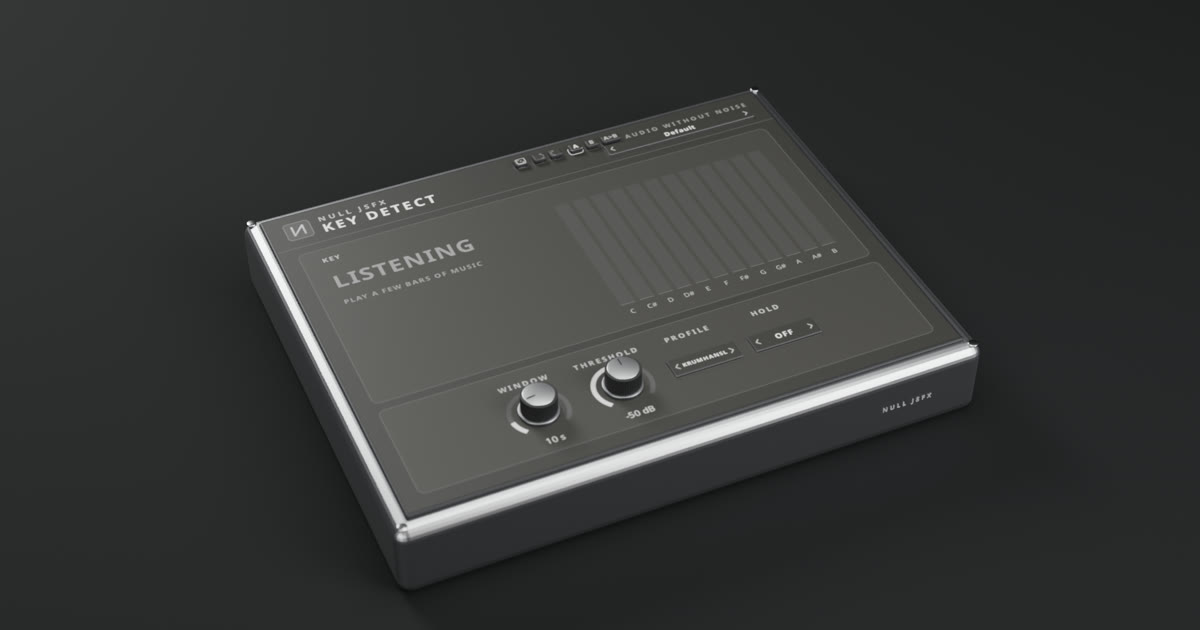 AUDIO WITHOUT NOISE
A
B
A>B
< Default >
NULL JSFX
KEY DETECT
KEY
LISTENING
PLAY A FEW BARS OF MUSIC
C C# D D# E F F# G G# A A# B
WINDOW
10 s
THRESHOLD
-50 dB
PROFILE
< KRUMHANSL >
HOLD
< OFF >
NULL JSFX